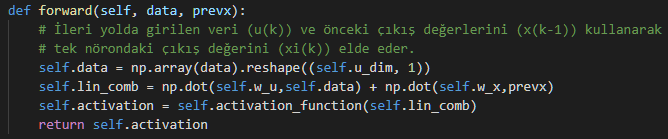 def forward(self, data, prevx):
# İleri yolda girilen veri (u(k)) ve önceki çıkış değerlerini (x(k-1)) kullanarak
# tek nörondaki çıkış değerini (xi(k)) elde eder.
self.data = np.array(data).reshape((self.u_dim, 1))
self.lin_comb = np.dot(self.w_u,self.data) + np.dot(self.w_x,prevx)
self.activation = self.activation_function(self.lin_comb)
return self.activation